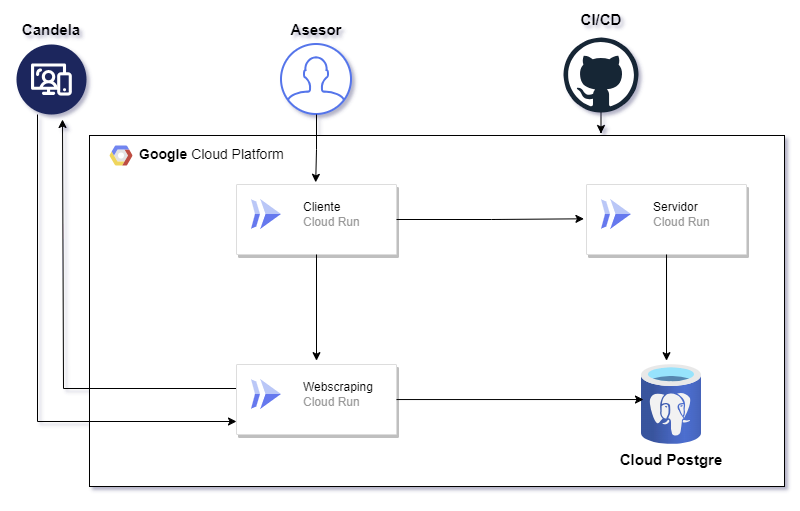 Candela
Asesor
CI/CD
Google Cloud Platform
Cliente
Cloud Run
Servidor
Cloud Run
Webscraping
Cloud Run
Cloud Postgre